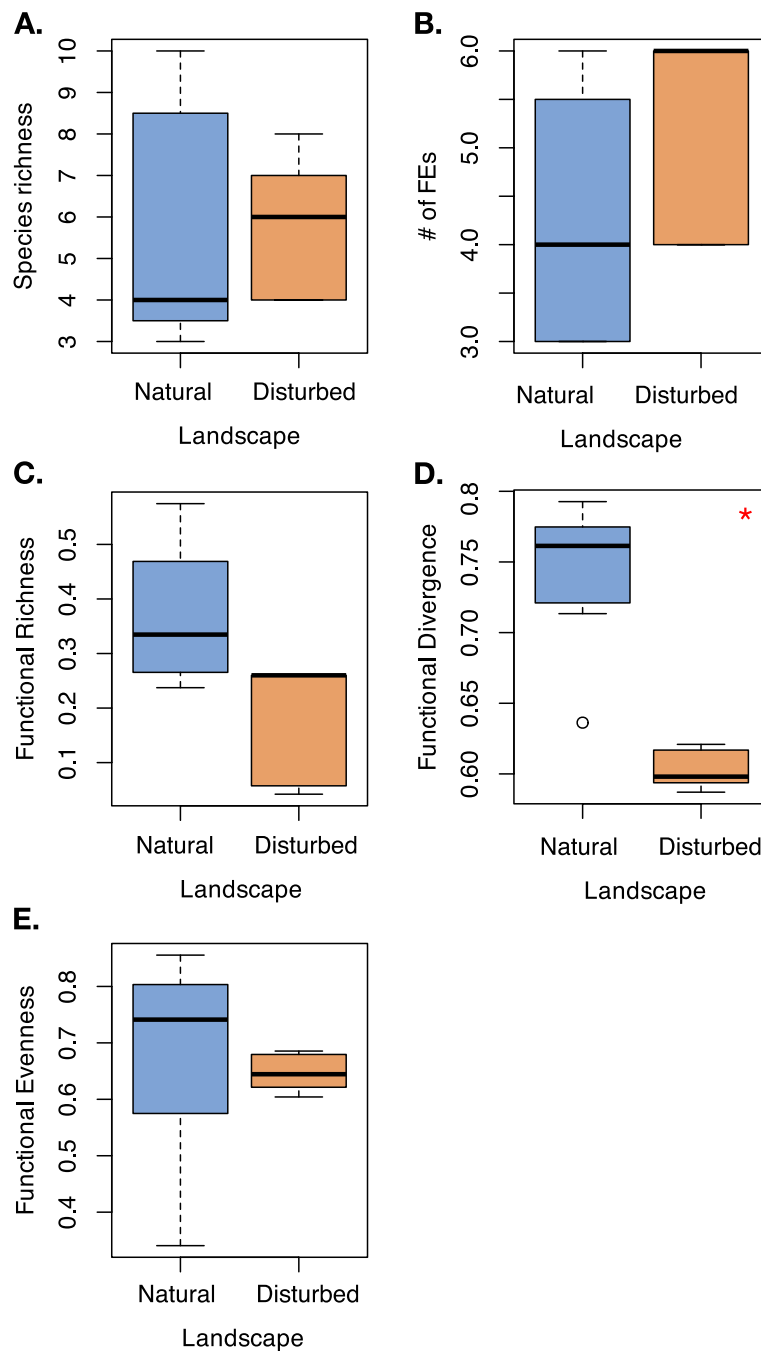 A.
Species richness
10
9
8
7
6
5
4
3
Natural Disturbed
Landscape
B.
# of FEs
6.0
5.0
4.0
3.0
Natural Disturbed
Landscape
C.
Functional Richness
0.5
0.4
0.3
0.2
0.1
Natural Disturbed
Landscape
D.
Functional Divergence
0.8
0.75
0.70
0.65
0.60
*
Natural Disturbed
Landscape
E.
Functional Evenness
0.8
0.7
0.6
0.5
0.4
Natural Disturbed
Landscape